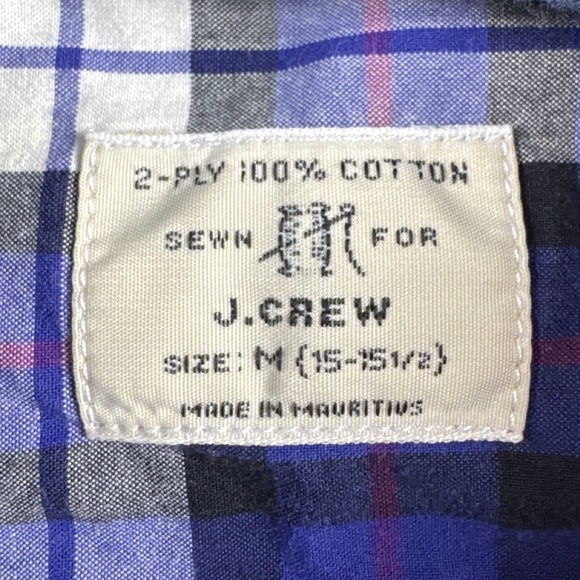 2-PLY 100% COTTON
SEWN FOR
J.CREW
SIZE: M {15-15 1/2}
MADE IN MAURITIUS